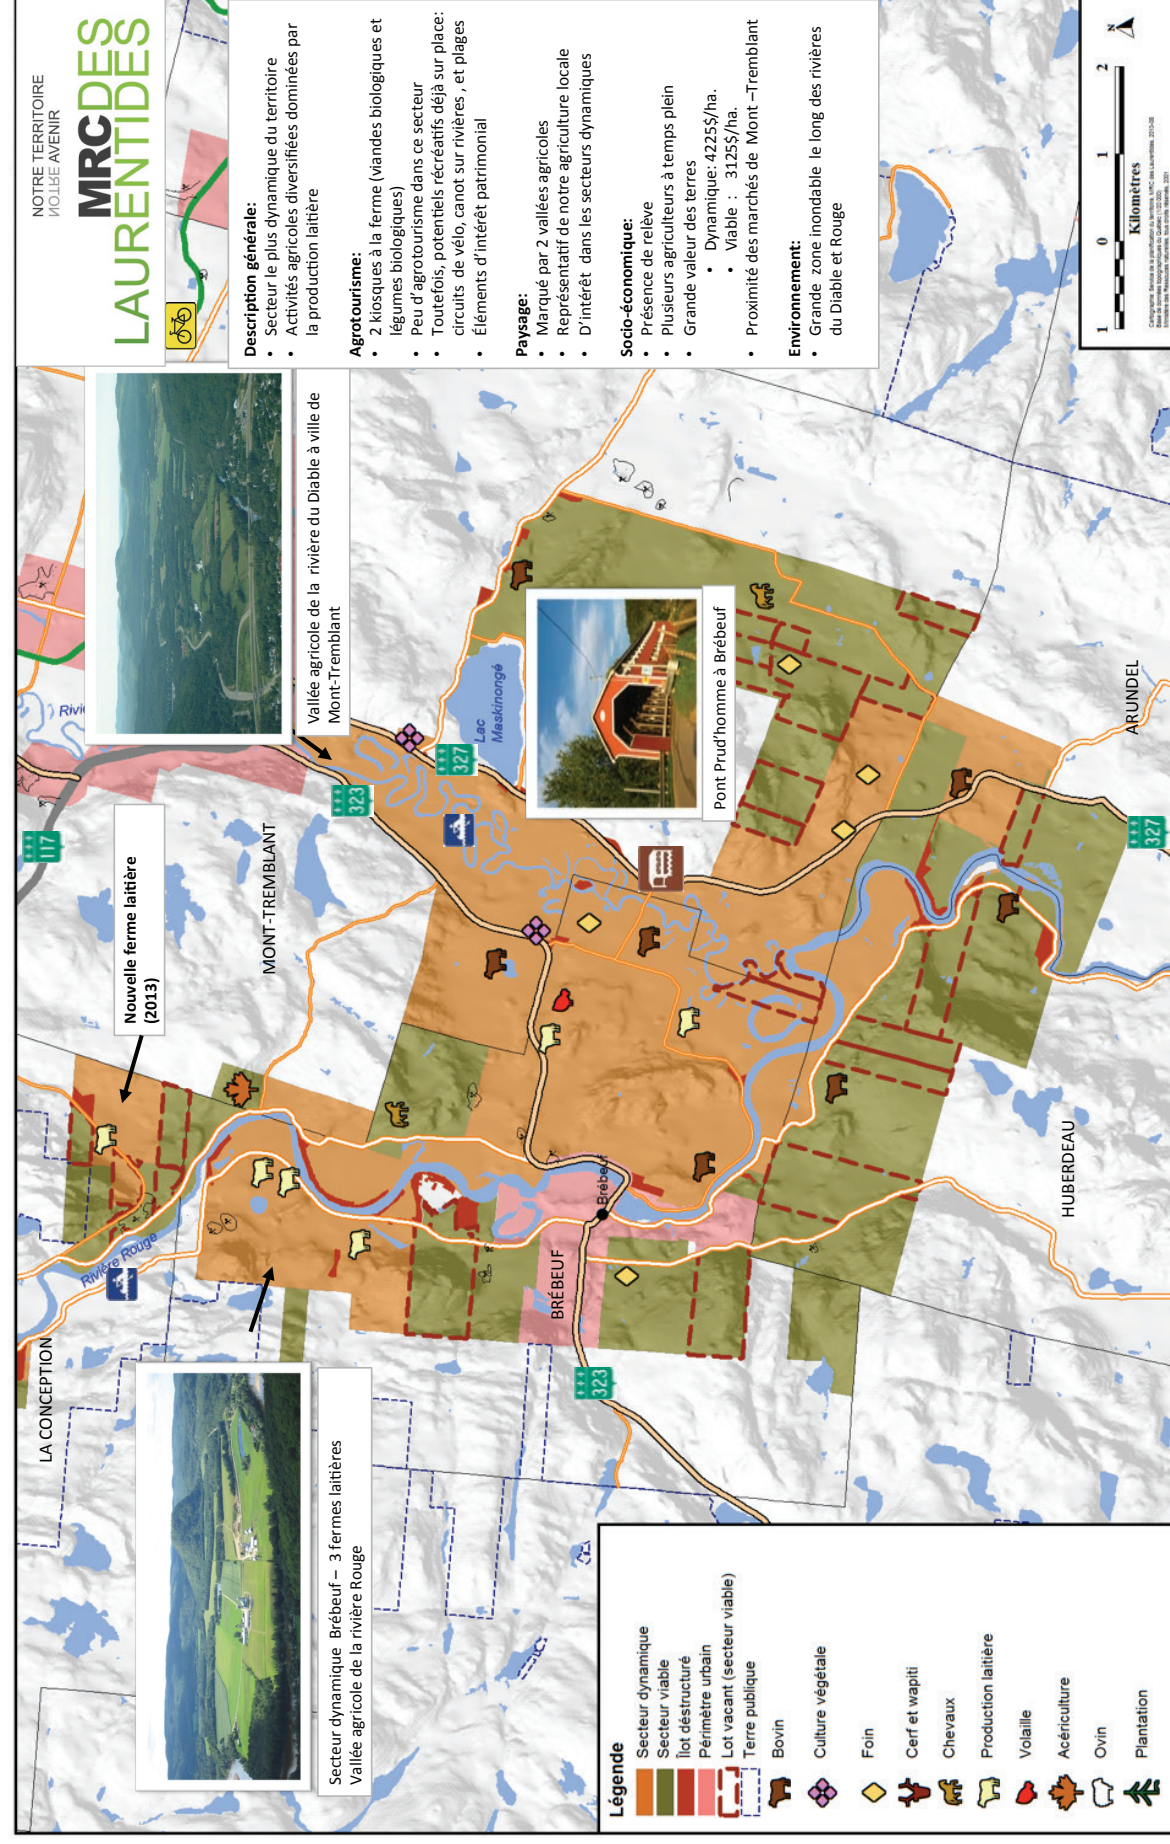 NOTRE TERRITOIRE
NOTRE AVENIR
MRCDES
LAURENTIDES
Description générale:
• Secteur le plus dynamique du territoire
• Activités agricoles diversifiées dominées par
la production laitière
Agrotourisme:
• 2 kiosques à la ferme (viandes biologiques et
légumes biologiques)
• Peu d'agrotourisme dans ce secteur
• Toutefois, potentiels récréatifs déjà sur place:
circuits de vélo, canot sur rivières , et plages
• Éléments d'intérêt patrimonial
Paysage:
• Marqué par 2 vallées agricoles
• Représentatif de notre agriculture locale
• D'intérêt dans les secteurs dynamiques
Socio-économique:
• Présence de relève
• Plusieurs agriculteurs à temps plein
• Grande valeur des terres
• Dynamique: 4225$/ha.
• Viable : 3125$/ha.
• Proximité des marchés de Mont –Tremblant
Environnement:
• Grande zone inondable le long des rivières
du Diable et Rouge
1 0 1 2
Kilomètres
N
Vallée agricole de la rivière du Diable à ville de
Mont-Tremblant
Pont Prud'homme à Brébeuf
Nouvelle ferme laitière
(2013)
Secteur dynamique Brébeuf – 3 fermes laitières
Vallée agricole de la rivière Rouge
LA CONCEPTION
MONT-TREMBLANT
BRÉBEUF
Brébeuf
HUBERDEAU
ARUNDEL
Rivière Rouge
Lac
Maskinongé
117
323
327
323
327
Légende
Secteur dynamique
Secteur viable
Îlot déstructuré
Périmètre urbain
Lot vacant (secteur viable)
Terre publique
Bovin
Culture végétale
Foin
Cerf et wapiti
Chevaux
Production laitière
Volaille
Acériculture
Ovin
Plantation